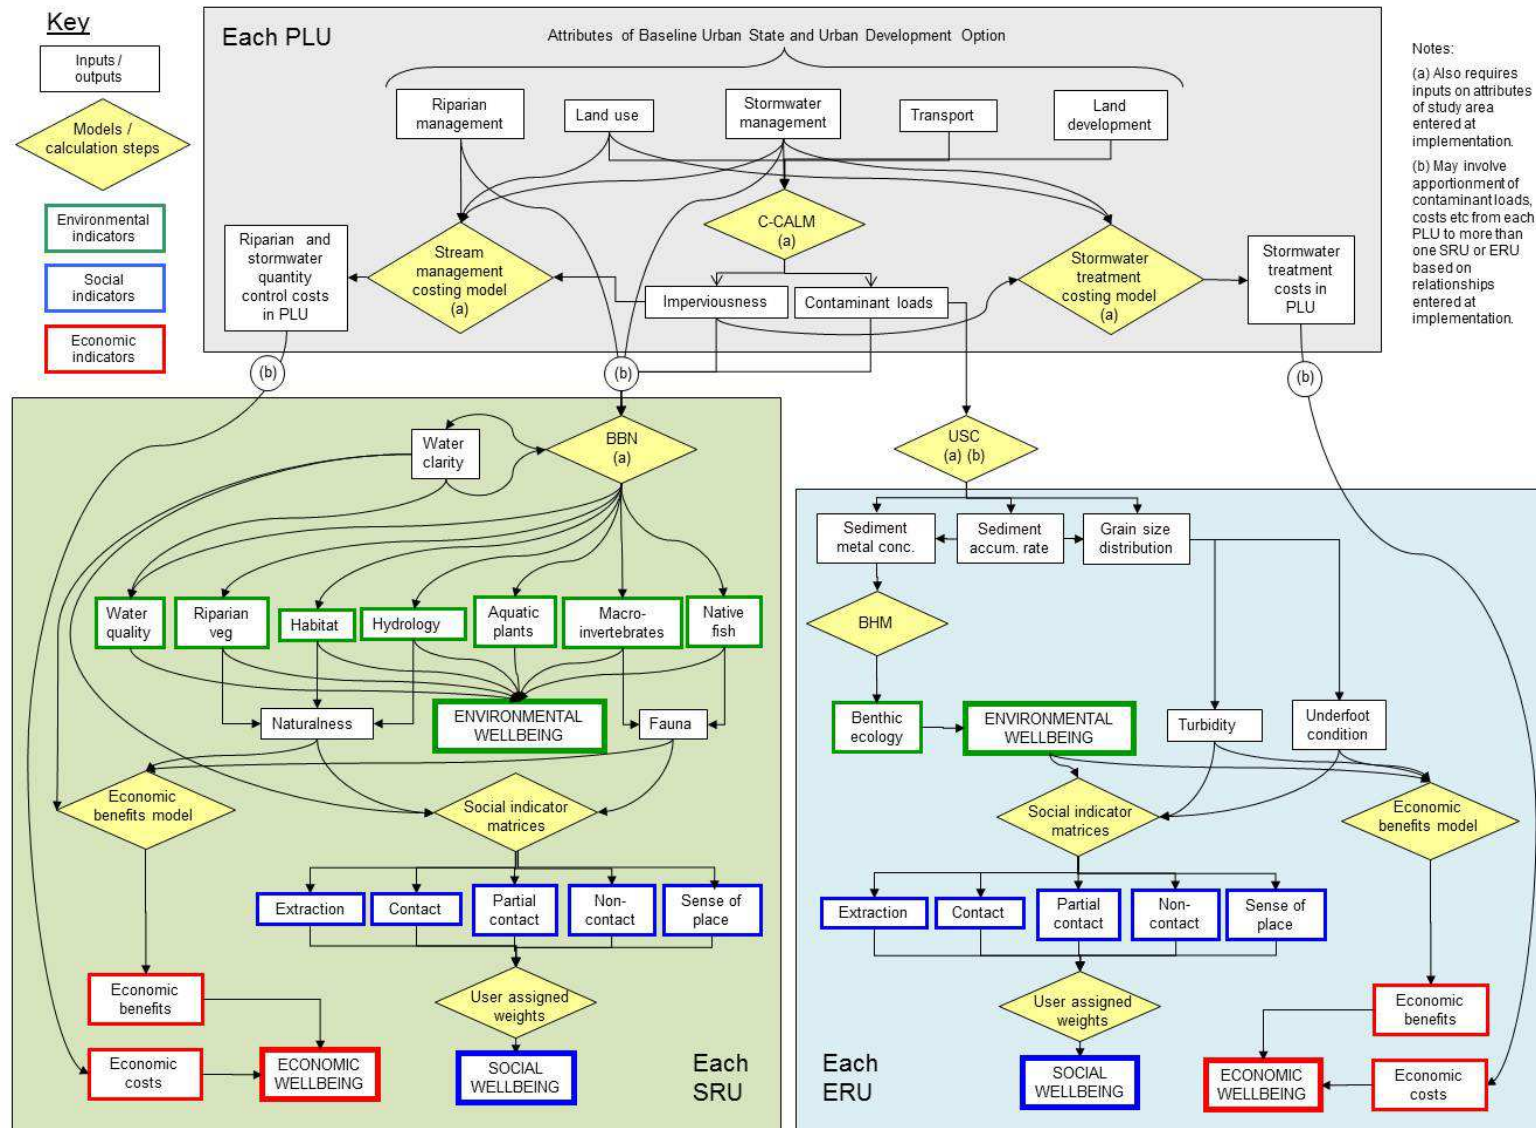 Key
Inputs /
outputs
Models /
calculation steps
Environmental
indicators
Social
indicators
Economic
indicators
Each PLU
Attributes of Baseline Urban State and Urban Development Option
Riparian
management
Land use
Stormwater
management
Transport
Land
development
Riparian and
stormwater
quantity
control costs
in PLU
Stream
management
costing model
(a)
C-CALM
(a)
Imperviousness
Contaminant loads
Stormwater
treatment
costing model
(a)
Stormwater
treatment
costs in
PLU
Notes:
(a) Also requires
inputs on attributes
of study area
entered at
implementation.
(b) May involve
apportionment of
contaminant loads,
costs etc from each
PLU to more than
one SRU or ERU
based on
relationships
entered at
implementation.
(b)
(b)
(b)
Water
clarity
BBN
(a)
Water
quality
Riparian
veg
Habitat
Hydrology
Aquatic
plants
Macro-
invertebrates
Native
fish
Naturalness
ENVIRONMENTAL
WELLBEING
Fauna
Economic
benefits model
Social indicator
matrices
Extraction
Contact
Partial
contact
Non-
contact
Sense of
place
Economic
benefits
User assigned
weights
Economic
costs
ECONOMIC
WELLBEING
SOCIAL
WELLBEING
Each
SRU
USC
(a) (b)
Sediment
metal conc.
Sediment
accum. rate
Grain size
distribution
BHM
Benthic
ecology
ENVIRONMENTAL
WELLBEING
Turbidity
Underfoot
condition
Social indicator
matrices
Economic
benefits model
Extraction
Contact
Partial
contact
Non-
contact
Sense of
place
User assigned
weights
Economic
benefits
Each
ERU
SOCIAL
WELLBEING
ECONOMIC
WELLBEING
Economic
costs